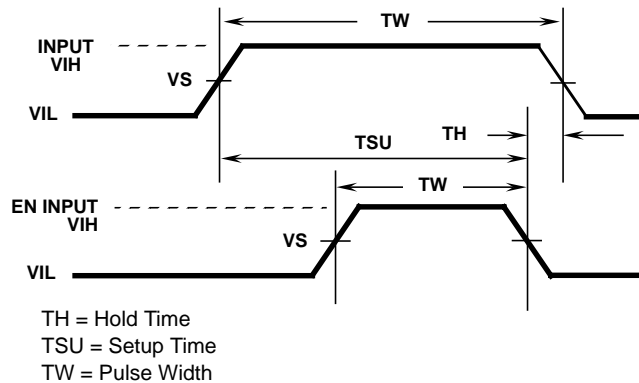 TW
INPUT
VIH
VS
VIL
TH
TSU
TW
EN INPUT
VIH
VS
VIL
TH = Hold Time
TSU = Setup Time
TW = Pulse Width